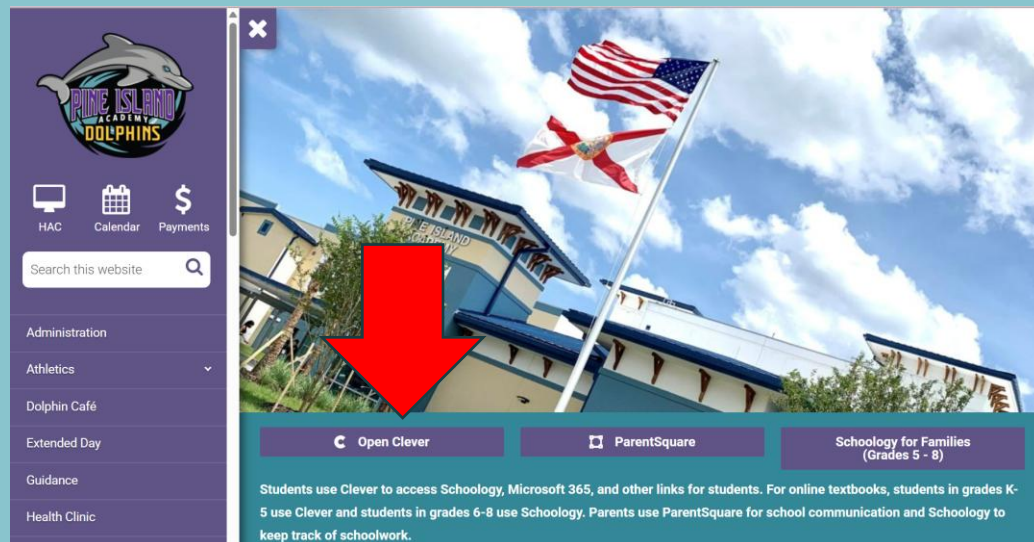 PINE ISLAND
ACADEMY
DOLPHINS
HAC
Calendar
Payments
Search this website
Administration
Athletics
Dolphin Café
Extended Day
Guidance
Health Clinic
PINE ISLAND
ACADEMY
Open Clever
ParentSquare
Schoology for Families
(Grades 5 - 8)
Students use Clever to access Schoology, Microsoft 365, and other links for students. For online textbooks, students in grades K-
5 use Clever and students in grades 6-8 use Schoology. Parents use ParentSquare for school communication and Schoology to
keep track of schoolwork.